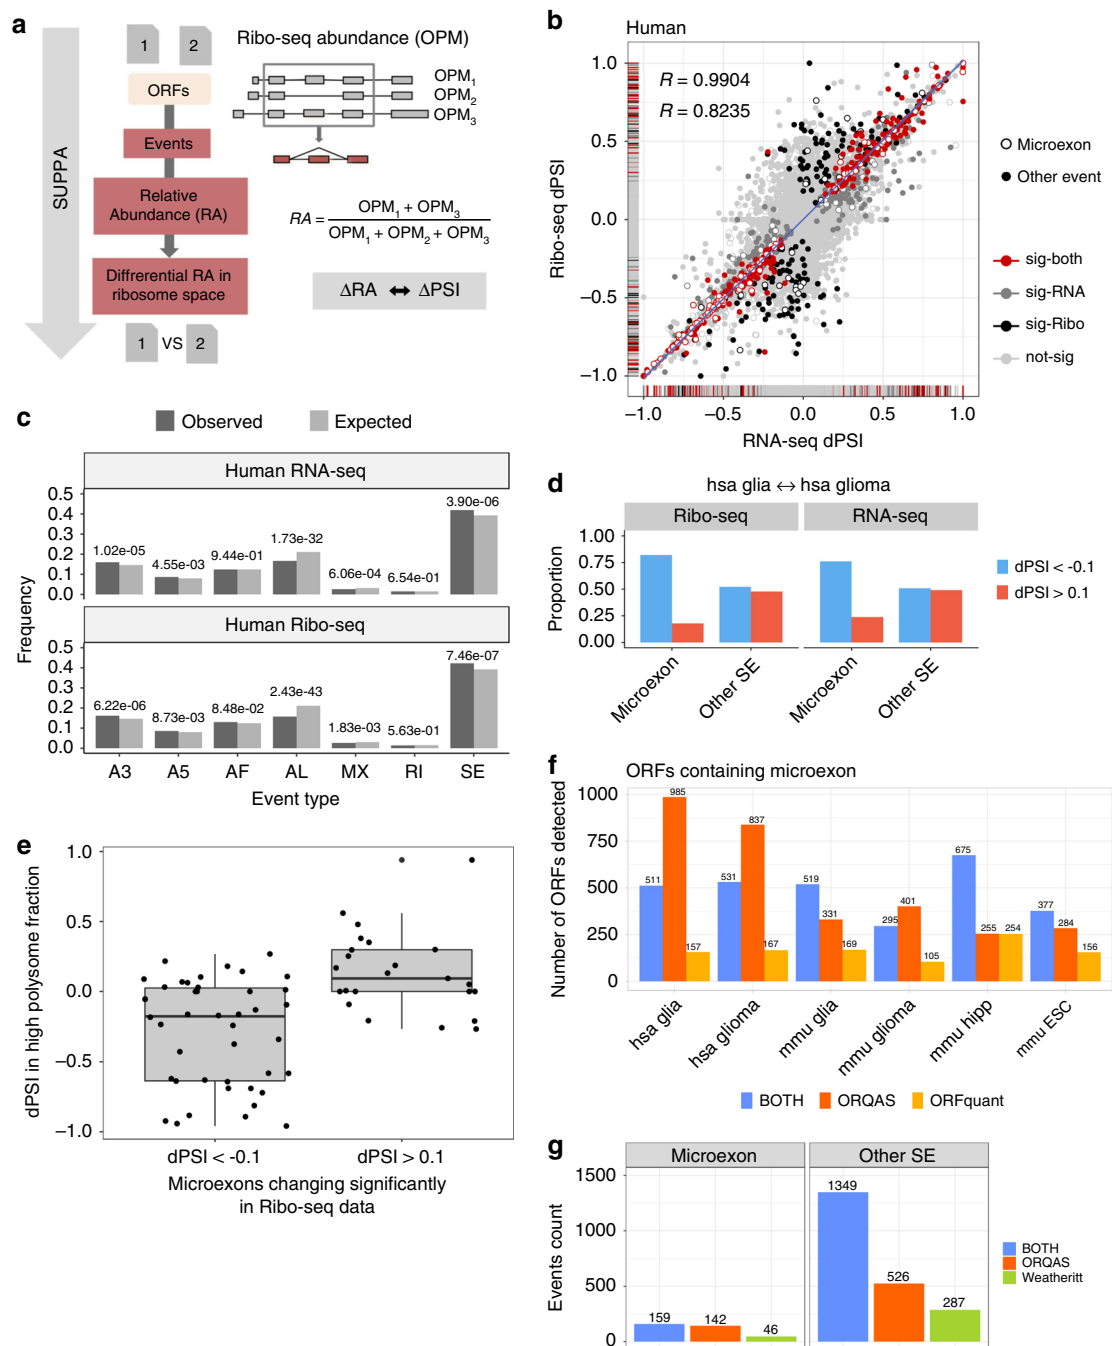 a
SUPPA
1 2
ORFs
Events
Relative
Abundance (RA)
Differential RA in
ribosome space
1 VS 2
Ribo-seq abundance (OPM)
OPM1
OPM2
OPM3
RA = OPM1 + OPM3
OPM1 + OPM2 + OPM3
ΔRA ↔ ΔPSI
b
Human
R = 0.9904
R = 0.8235
Ribo-seq dPSI
1.0
0.5
0.0
−0.5
−1.0
−1.0 −0.5 0.0 0.5 1.0
RNA-seq dPSI
Microexon
Other event
sig-both
sig-RNA
sig-Ribo
not-sig
c
Observed Expected
Human RNA-seq
Frequency
0.5
0.4
0.3
0.2
0.1
0.0
1.02e-05 4.55e-03 9.44e-01 1.73e-32 6.06e-04 6.54e-01 3.90e-06
Human Ribo-seq
0.5
0.4
0.3
0.2
0.1
0.0
6.22e-06 8.73e-03 8.48e-02 2.43e-43 1.83e-03 5.63e-01 7.46e-07
A3 A5 AF AL MX RI SE
Event type
d
hsa glia ↔ hsa glioma
Ribo-seq RNA-seq
Proportion
1.00
0.75
0.50
0.25
0.00
Microexon Other SE Microexon Other SE
dPSI < -0.1
dPSI > 0.1
e
dPSI in high polysome fraction
1.0
0.5
0.0
−0.5
−1.0
dPSI < -0.1 dPSI > 0.1
Microexons changing significantly
in Ribo-seq data
f
ORFs containing microexon
Number of ORFs detected
1000
750
500
250
0
511 985 157 531 837 167 519 331 169 295 401 105 675 255 254 377 284 156
hsa glia hsa glioma mmu glia mmu glioma mmu hipp mmu ESC
BOTH ORQAS ORFquant
g
Microexon Other SE
Events count
1500
1000
500
0
159 142 46 1349 526 287
BOTH
ORQAS
Weatheritt